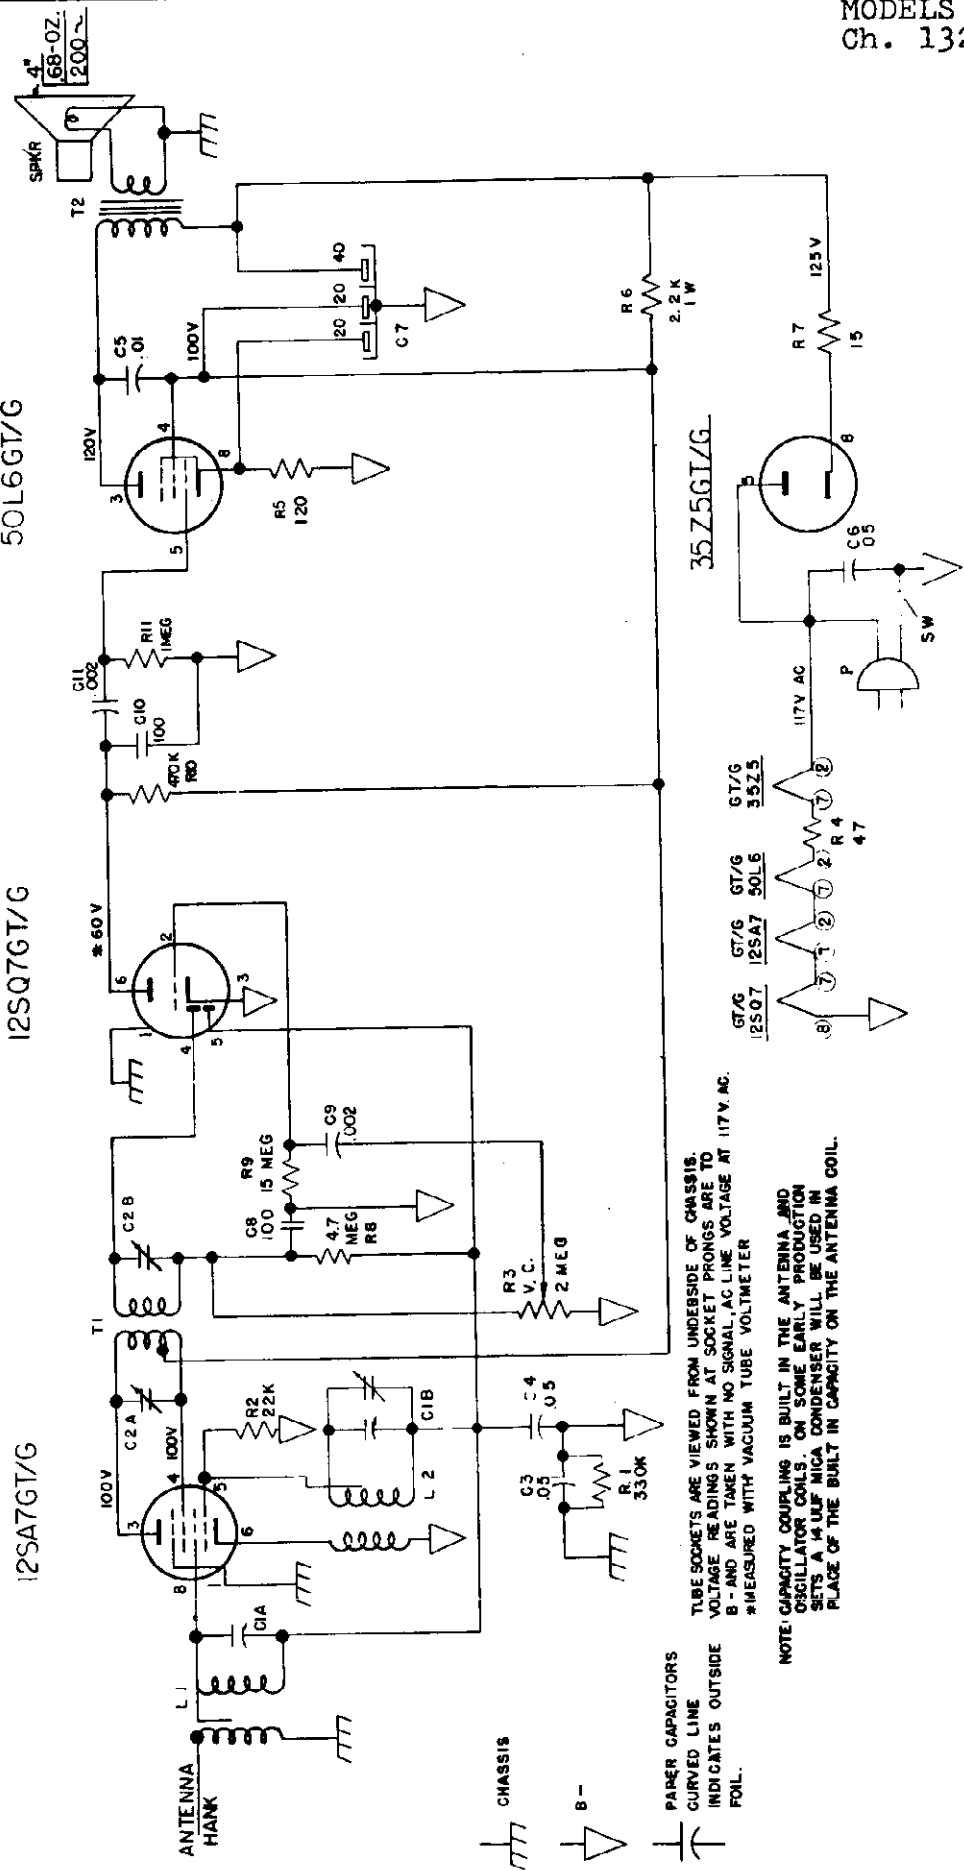 MODELS
Ch. 132
4"
.68-OZ.
200~
SPKR
T2
50L6GT/G
120V
C5
.01
100V
3
4
5
8
20
20
40
C7
R5
120
R6
2.2K
1W
125V
R7
15
35Z5GT/G
5
8
C6
05
SW
P
117V AC
C11
.002
R11
1MEG
C10
100
470K
R10
12SQ7GT/G
*60V
6
2
1
3
4
5
GT/G
35Z5
GT/G
50L6
GT/G
12SA7
GT/G
12SQ7
2
7
R4
47
2
7
2
7
7
8
C2B
T1
C2A
R9
15 MEG
C9
.002
C8
100
4.7
MEG
R8
R3
V.C.
2 MEG
12SA7GT/G
100V
100V
3
4
5
6
8
1
R2
22K
C1B
L2
C4
.05
C3
.05
R1
330K
C1A
L1
ANTENNA
HANK
CHASSIS
B-
PAPER CAPACITORS
CURVED LINE
INDICATES OUTSIDE
FOIL.
TUBE SOCKETS ARE VIEWED FROM UNDERSIDE OF CHASSIS.
VOLTAGE READINGS SHOWN AT SOCKET PRONGS ARE TO
B - AND ARE TAKEN WITH NO SIGNAL, AC LINE VOLTAGE AT 117V. AC.
*MEASURED WITH VACUUM TUBE VOLTMETER
NOTE: CAPACITY COUPLING IS BUILT IN THE ANTENNA AND
OSCILLATOR COILS. ON SOME EARLY PRODUCTION
SETS A 14 UUF MICA CONDENSER WILL BE USED IN
PLACE OF THE BUILT IN CAPACITY ON THE ANTENNA COIL.